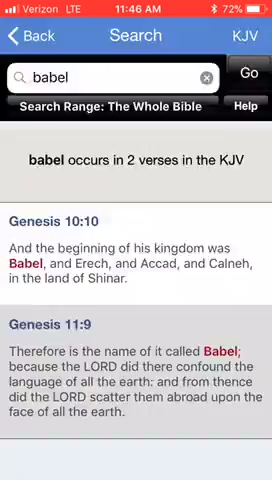 Verizon LTE 11:46 AM 72%
Back Search KJV
babel Go
Search Range: The Whole Bible Help
babel occurs in 2 verses in the KJV
Genesis 10:10
And the beginning of his kingdom was
Babel, and Erech, and Accad, and Calneh,
in the land of Shinar.
Genesis 11:9
Therefore is the name of it called Babel;
because the LORD did there confound the
language of all the earth: and from thence
did the LORD scatter them abroad upon the
face of all the earth.